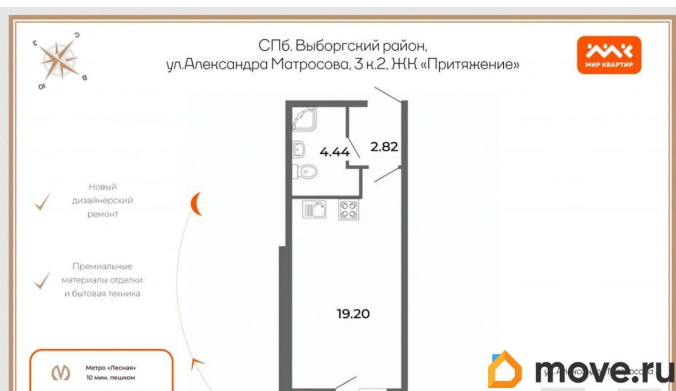 СПб. Выборгский район,
ул.Александра Матросова, 3 к.2, ЖК «Притяжение»
МИР КВАРТИР
С
В
Ю
4.44
2.82
Новый
дизайнерский
ремонт
Премиальные
материалы отделки
и бытовая техника
19.20
Метро «Лесная»
10 мин. пешком
move.ru